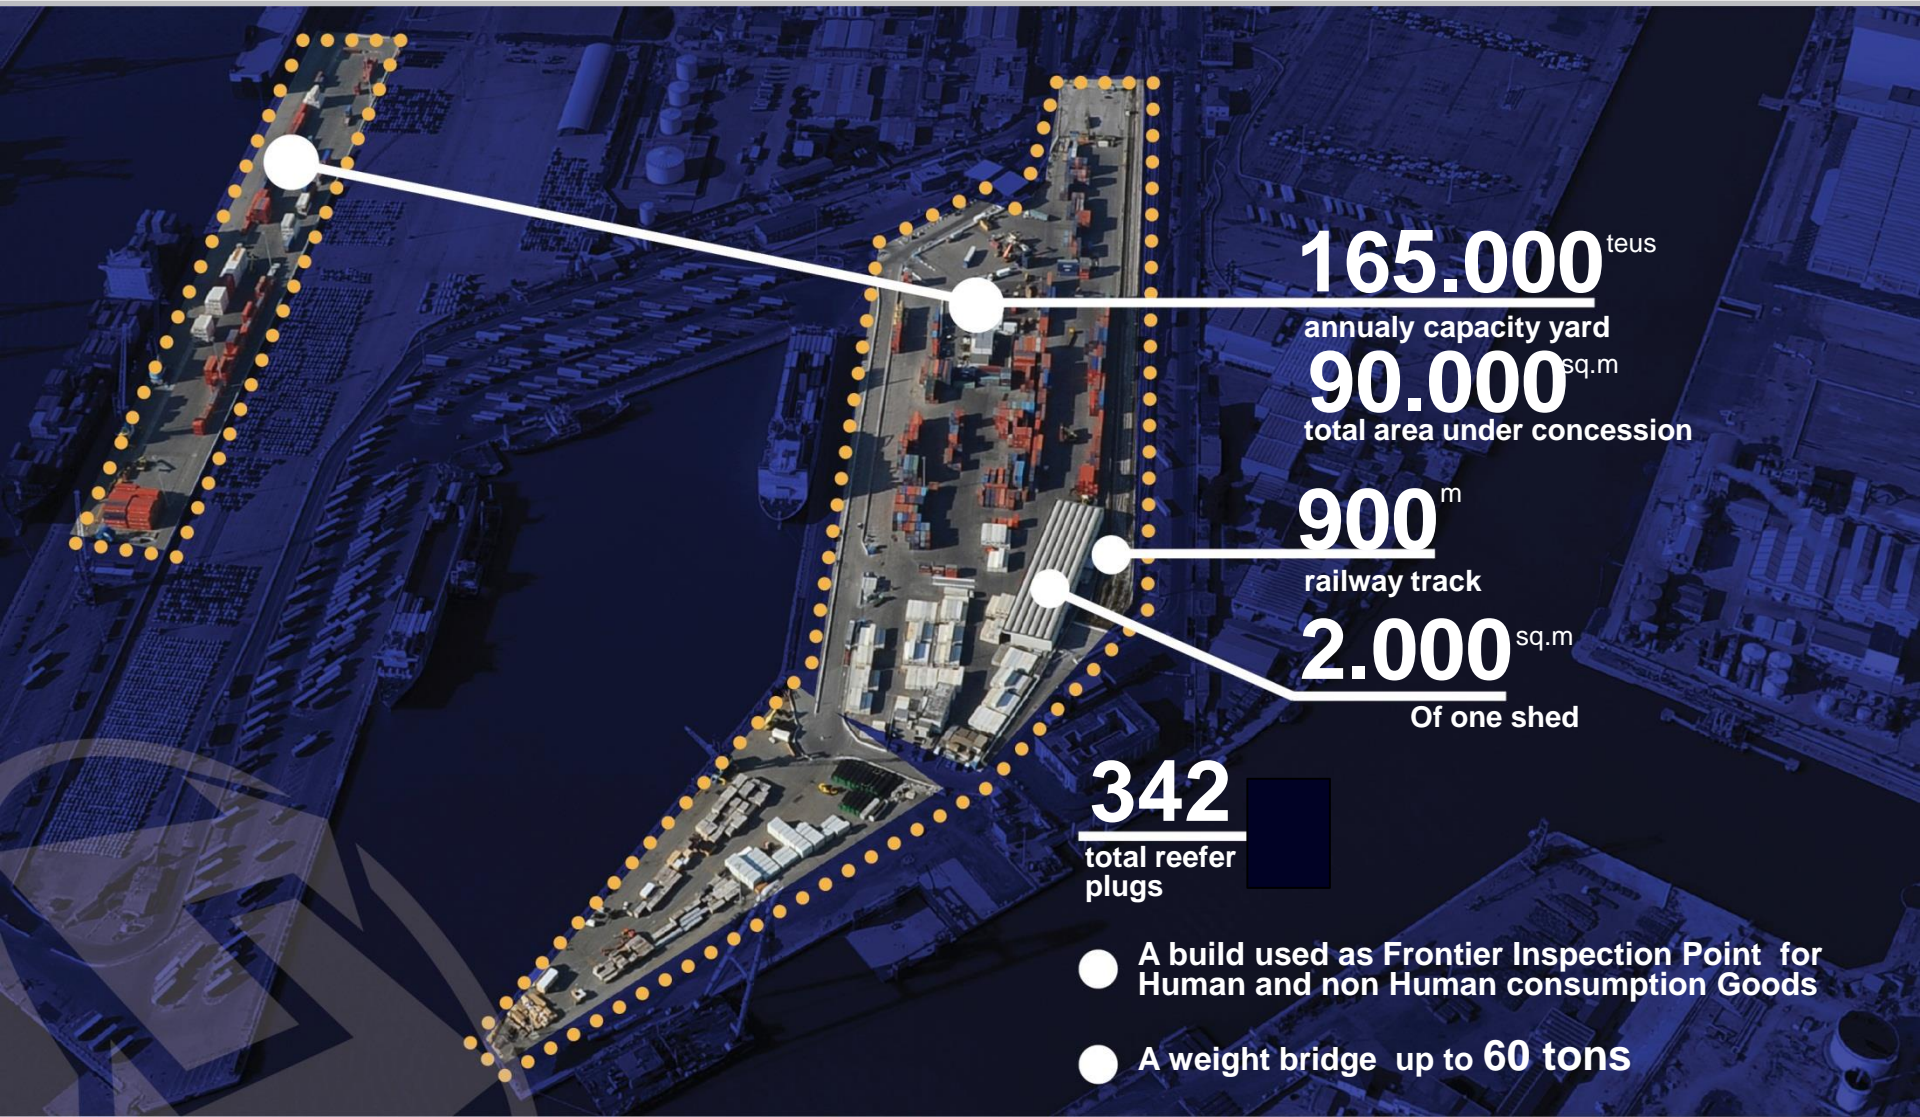 165.000 teus
annualy capacity yard
90.000 sq.m
total area under concession
900 m
railway track
2.000 sq.m
Of one shed
342
total reefer
plugs
A build used as Frontier Inspection Point for
Human and non Human consumption Goods
A weight bridge up to 60 tons